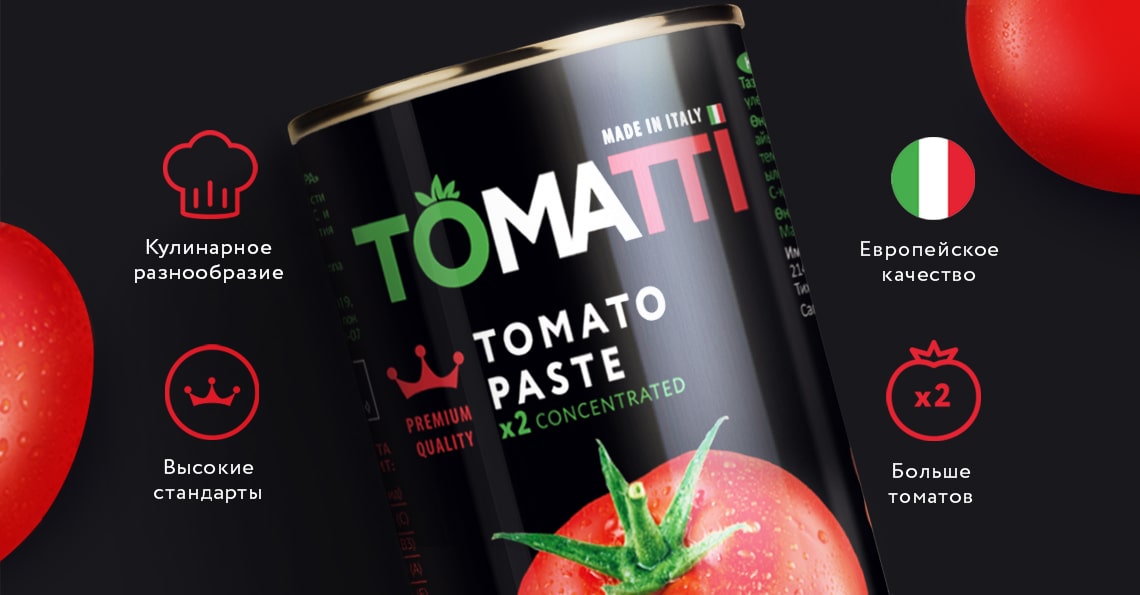 Кулинарное
разнообразие
Высокие
стандарты
MADE IN ITALY
TOMATTI
TOMATO
PASTE
x2 CONCENTRATED
PREMIUM
QUALITY
Европейское
качество
x2
Больше
томатов